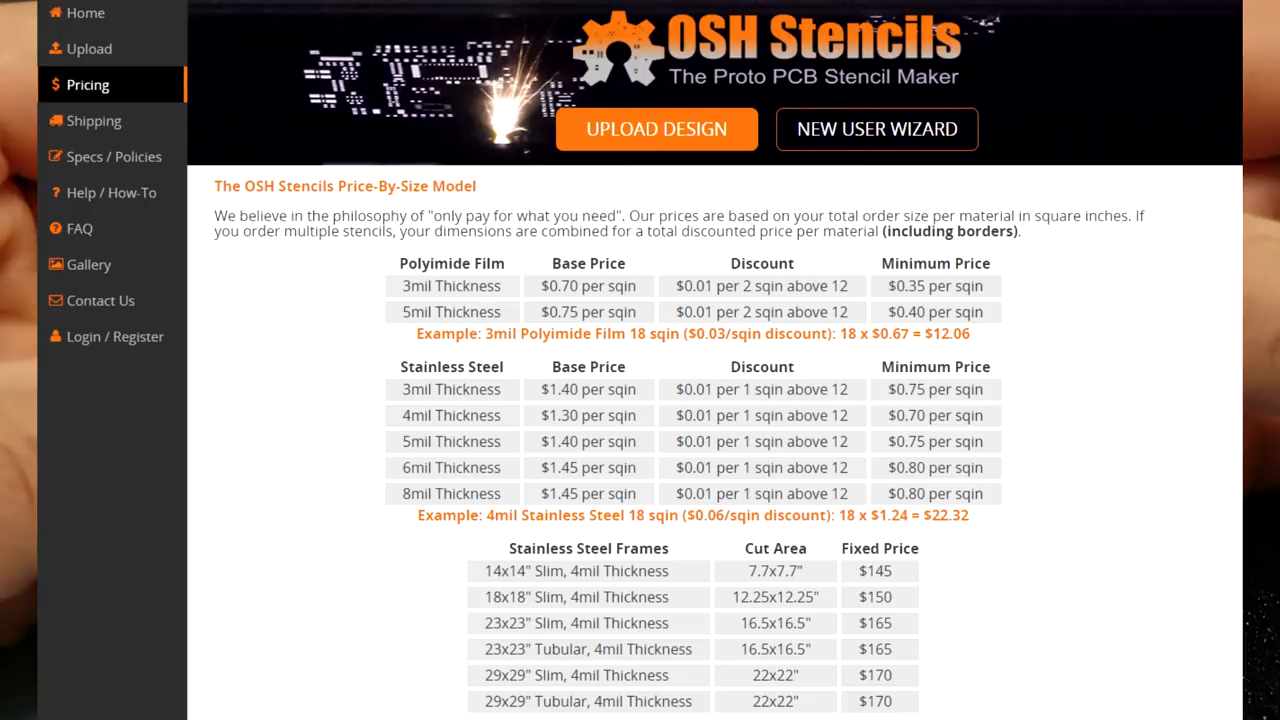 Home
Upload
$ Pricing
Shipping
Specs / Policies
? Help / How-To
? FAQ
Gallery
Contact Us
Login / Register
OSH Stencils
The Proto PCB Stencil Maker
UPLOAD DESIGN
NEW USER WIZARD
The OSH Stencils Price-By-Size Model
We believe in the philosophy of "only pay for what you need". Our prices are based on your total order size per material in square inches. If
you order multiple stencils, your dimensions are combined for a total discounted price per material (including borders).
Polyimide Film Base Price Discount Minimum Price
3mil Thickness $0.70 per sqin $0.01 per 2 sqin above 12 $0.35 per sqin
5mil Thickness $0.75 per sqin $0.01 per 2 sqin above 12 $0.40 per sqin
Example: 3mil Polyimide Film 18 sqin ($0.03/sqin discount): 18 x $0.67 = $12.06
Stainless Steel Base Price Discount Minimum Price
3mil Thickness $1.40 per sqin $0.01 per 1 sqin above 12 $0.75 per sqin
4mil Thickness $1.30 per sqin $0.01 per 1 sqin above 12 $0.70 per sqin
5mil Thickness $1.40 per sqin $0.01 per 1 sqin above 12 $0.75 per sqin
6mil Thickness $1.45 per sqin $0.01 per 1 sqin above 12 $0.80 per sqin
8mil Thickness $1.45 per sqin $0.01 per 1 sqin above 12 $0.80 per sqin
Example: 4mil Stainless Steel 18 sqin ($0.06/sqin discount): 18 x $1.24 = $22.32
Stainless Steel Frames Cut Area Fixed Price
14x14" Slim, 4mil Thickness 7.7x7.7" $145
18x18" Slim, 4mil Thickness 12.25x12.25" $150
23x23" Slim, 4mil Thickness 16.5x16.5" $165
23x23" Tubular, 4mil Thickness 16.5x16.5" $165
29x29" Slim, 4mil Thickness 22x22" $170
29x29" Tubular, 4mil Thickness 22x22" $170